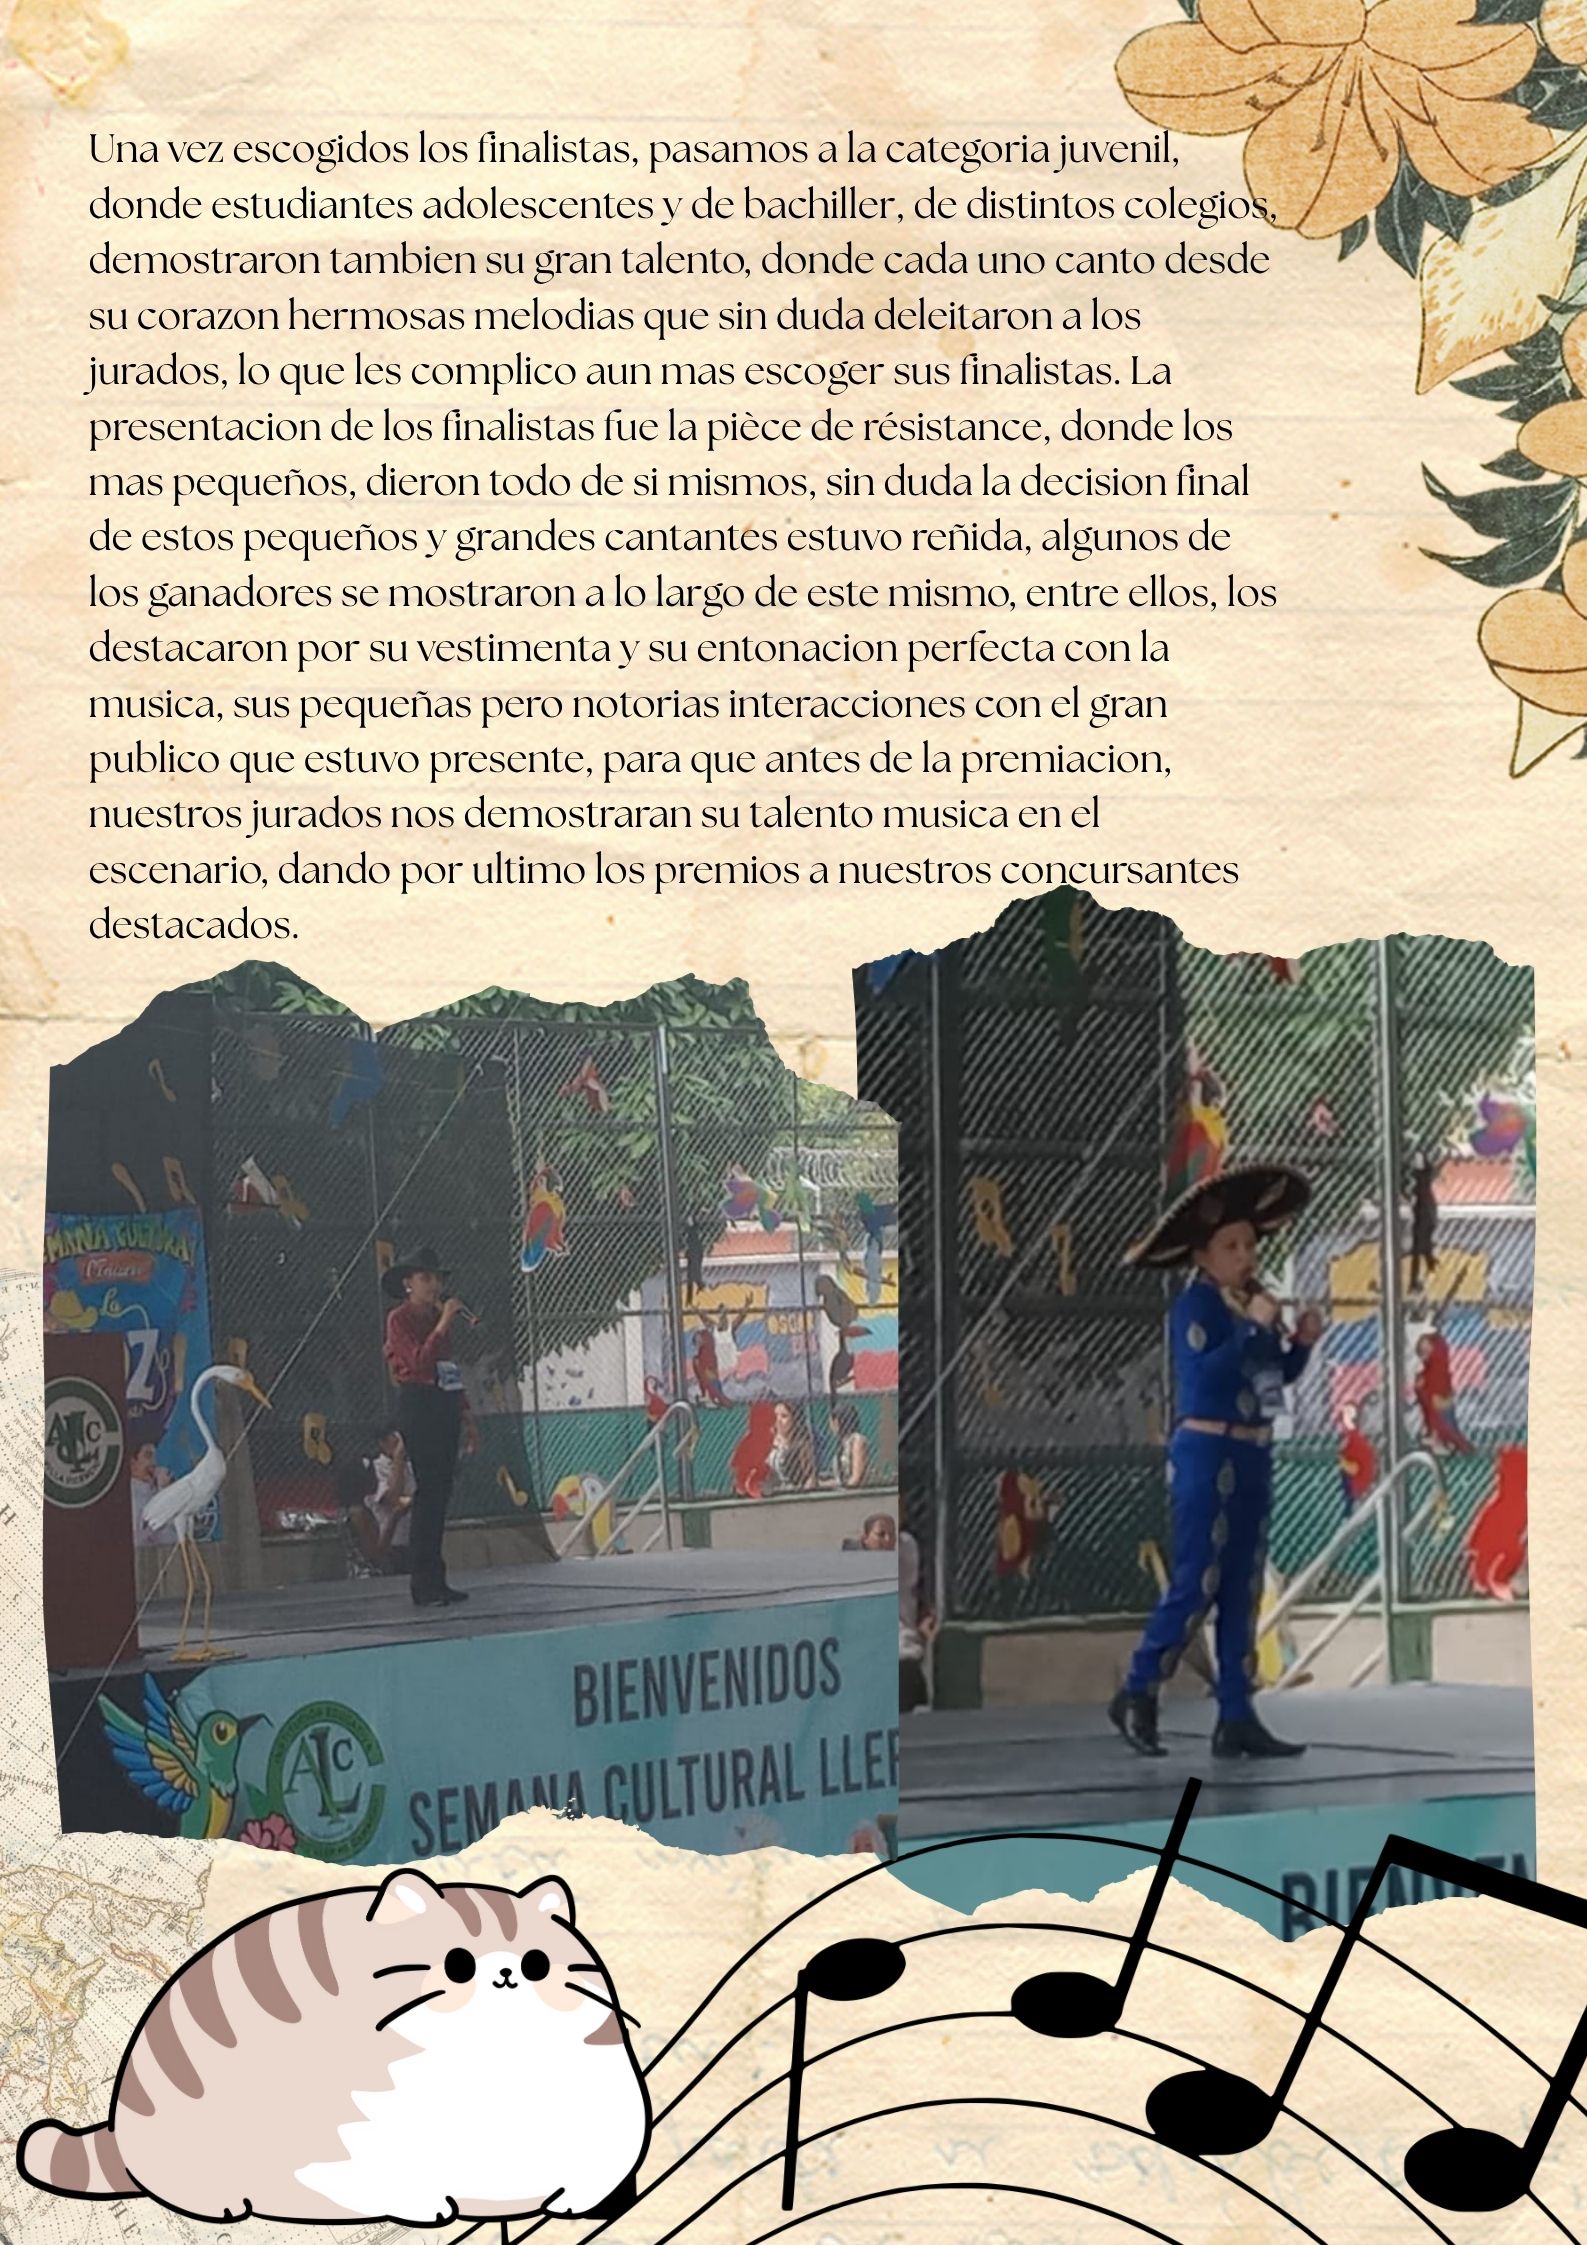 Una vez escogidos los finalistas, pasamos a la categoria juvenil,
donde estudiantes adolescentes y de bachiller, de distintos colegios,
demostraron tambien su gran talento, donde cada uno canto desde
su corazon hermosas melodias que sin duda deleitaron a los
jurados, lo que les complico aun mas escoger sus finalistas. La
presentacion de los finalistas fue la pièce de résistance, donde los
mas pequeños, dieron todo de si mismos, sin duda la decision final
de estos pequeños y grandes cantantes estuvo reñida, algunos de
los ganadores se mostraron a lo largo de este mismo, entre ellos, los
destacaron por su vestimenta y su entonacion perfecta con la
musica, sus pequeñas pero notorias interacciones con el gran
publico que estuvo presente, para que antes de la premiacion,
nuestros jurados nos demostraran su talento musica en el
escenario, dando por ultimo los premios a nuestros concursantes
destacados.
MANA CULTURA
La
BIENVENIDOS
SEMANA CULTURAL LLE